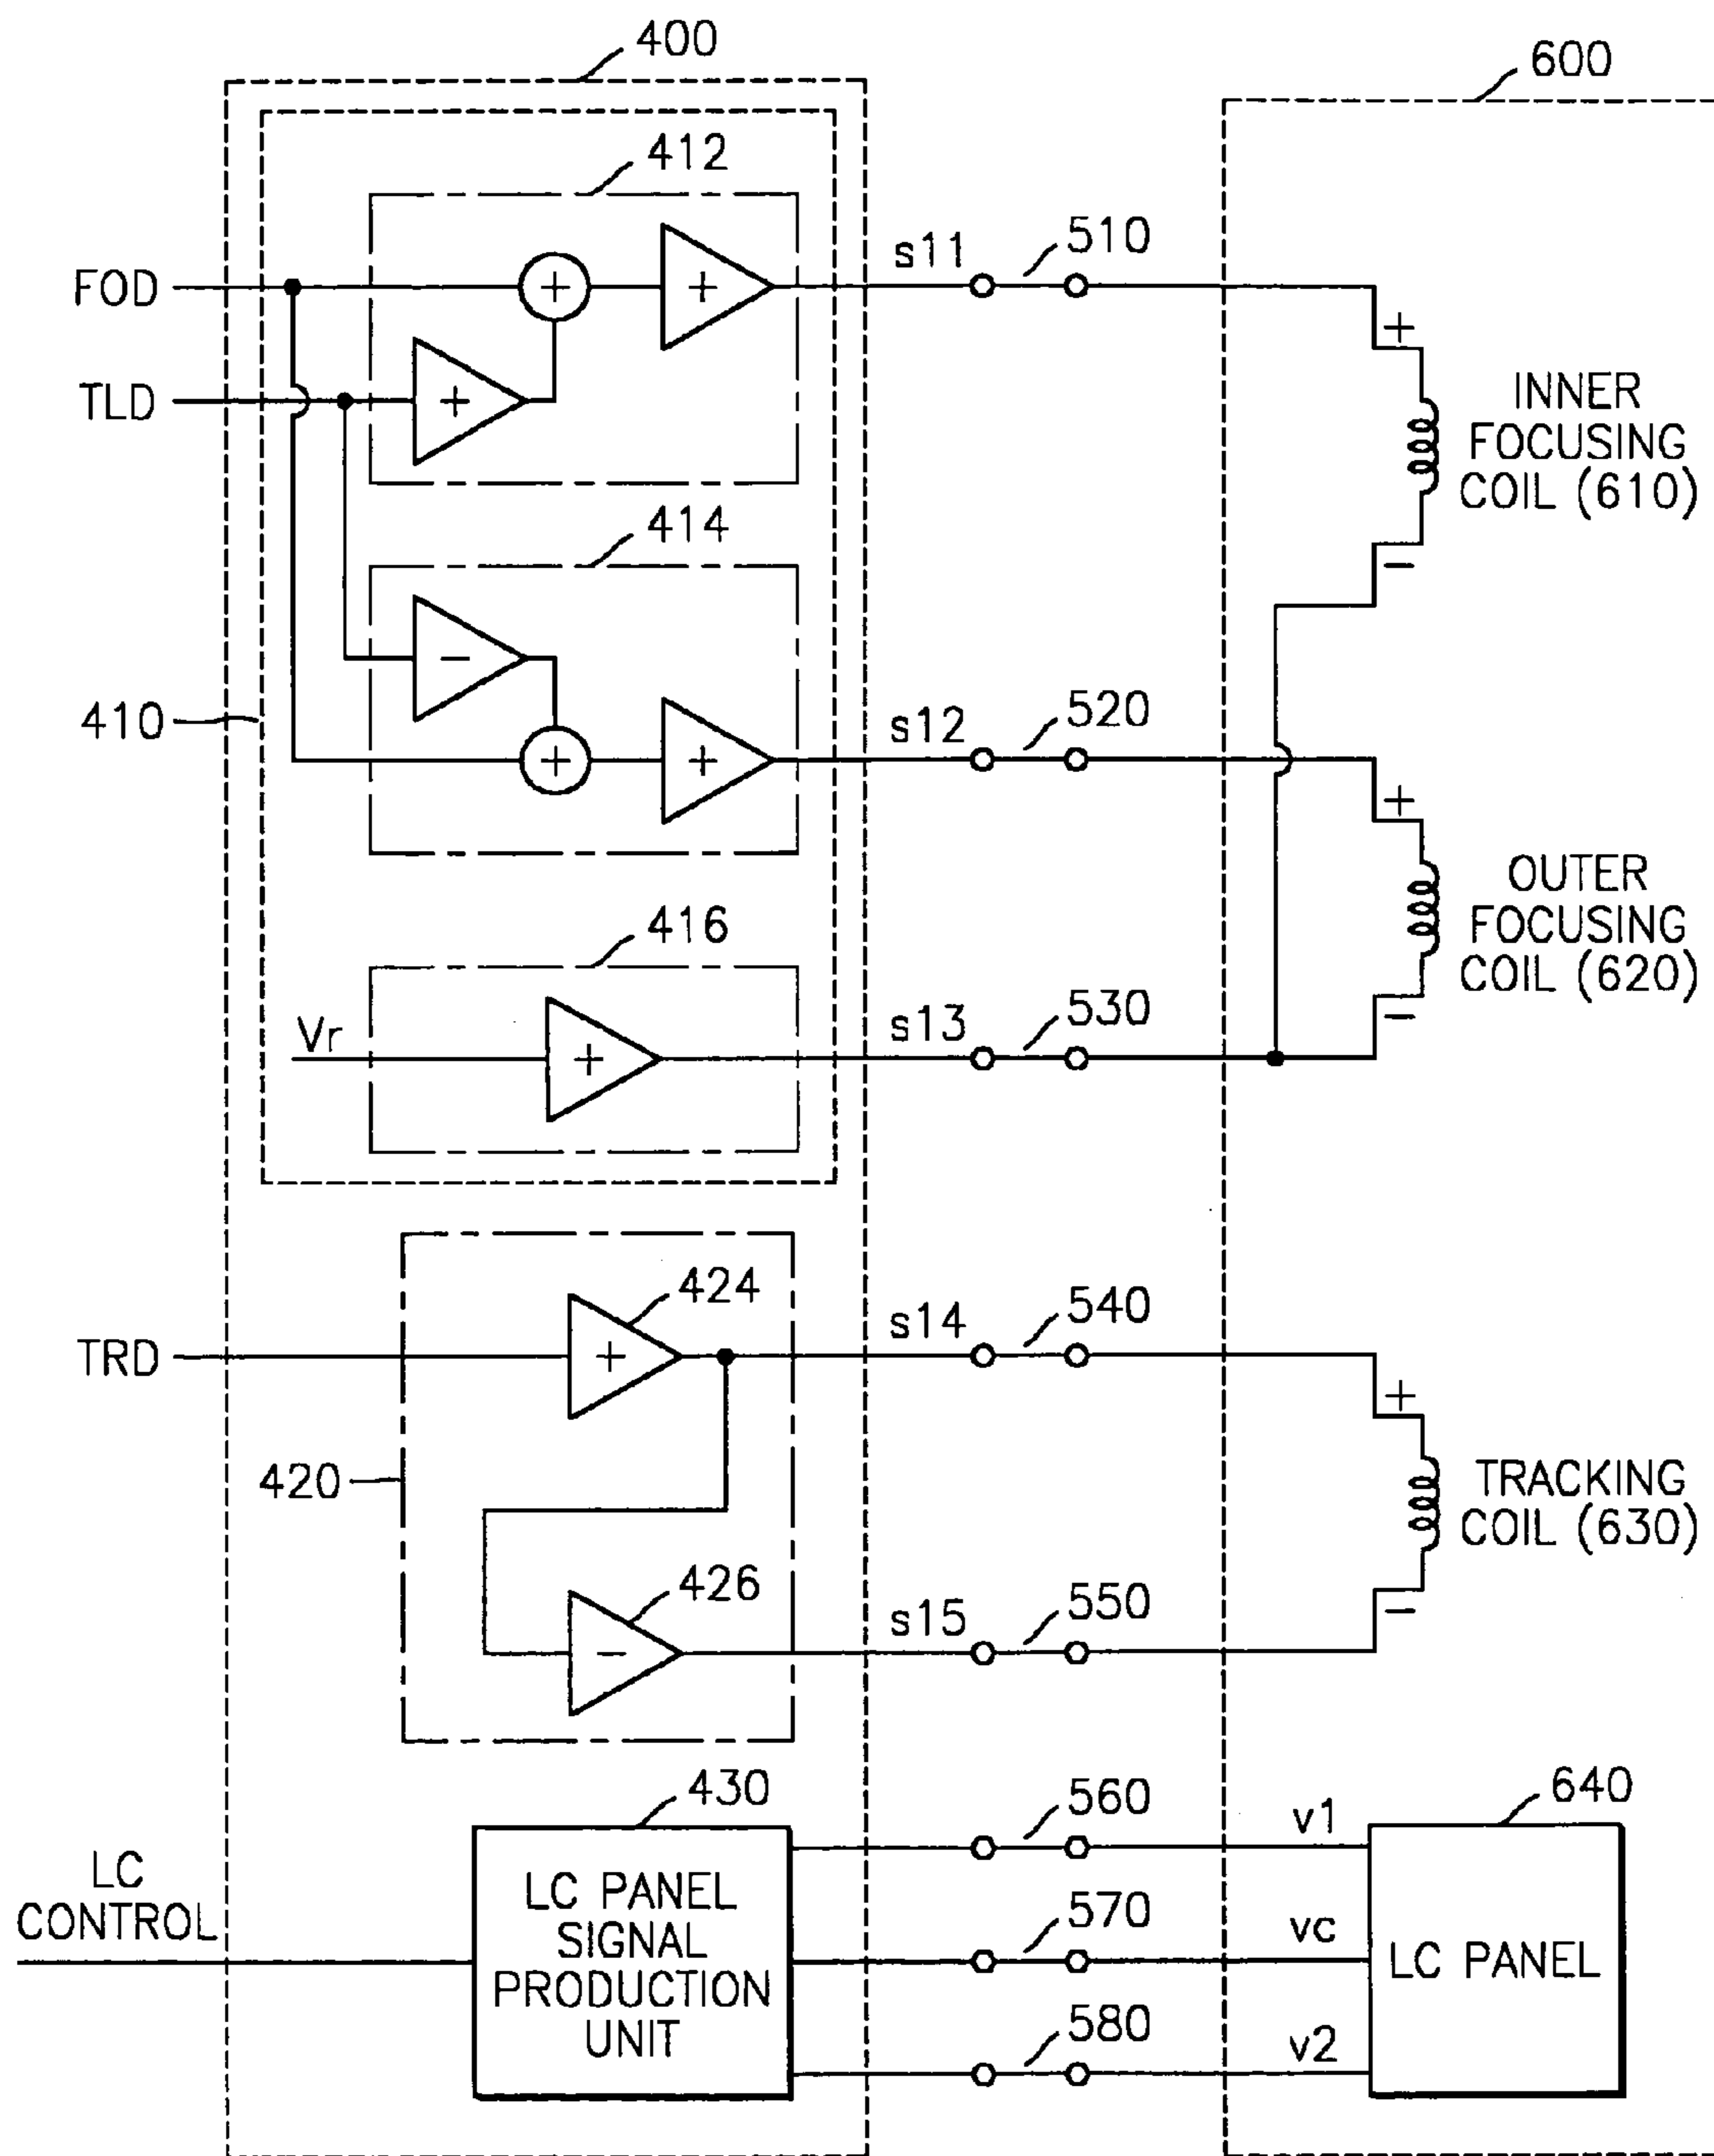 400
600
412
FOD
+
+
s11
510
+
INNER
FOCUSING
COIL (610)
TLD
+
−
414
−
410
+
+
s12
520
+
OUTER
FOCUSING
COIL (620)
416
Vr
+
s13
530
−
424
TRD
+
s14
540
+
420
TRACKING
COIL (630)
426
−
s15
550
−
430
560
v1
640
LC
CONTROL
LC PANEL
SIGNAL
PRODUCTION
UNIT
570
vc
LC PANEL
580
v2